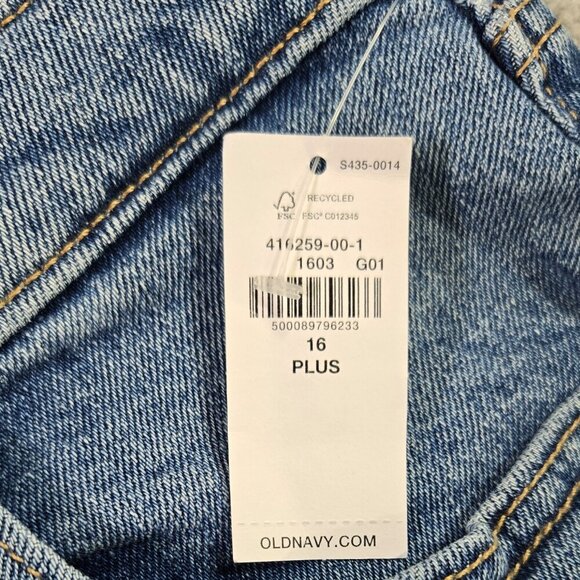 S435-0014
RECYCLED
FSC FSC® C012345
416259-00-1
1603 G01
500089796233
16
PLUS
OLDNAVY.COM